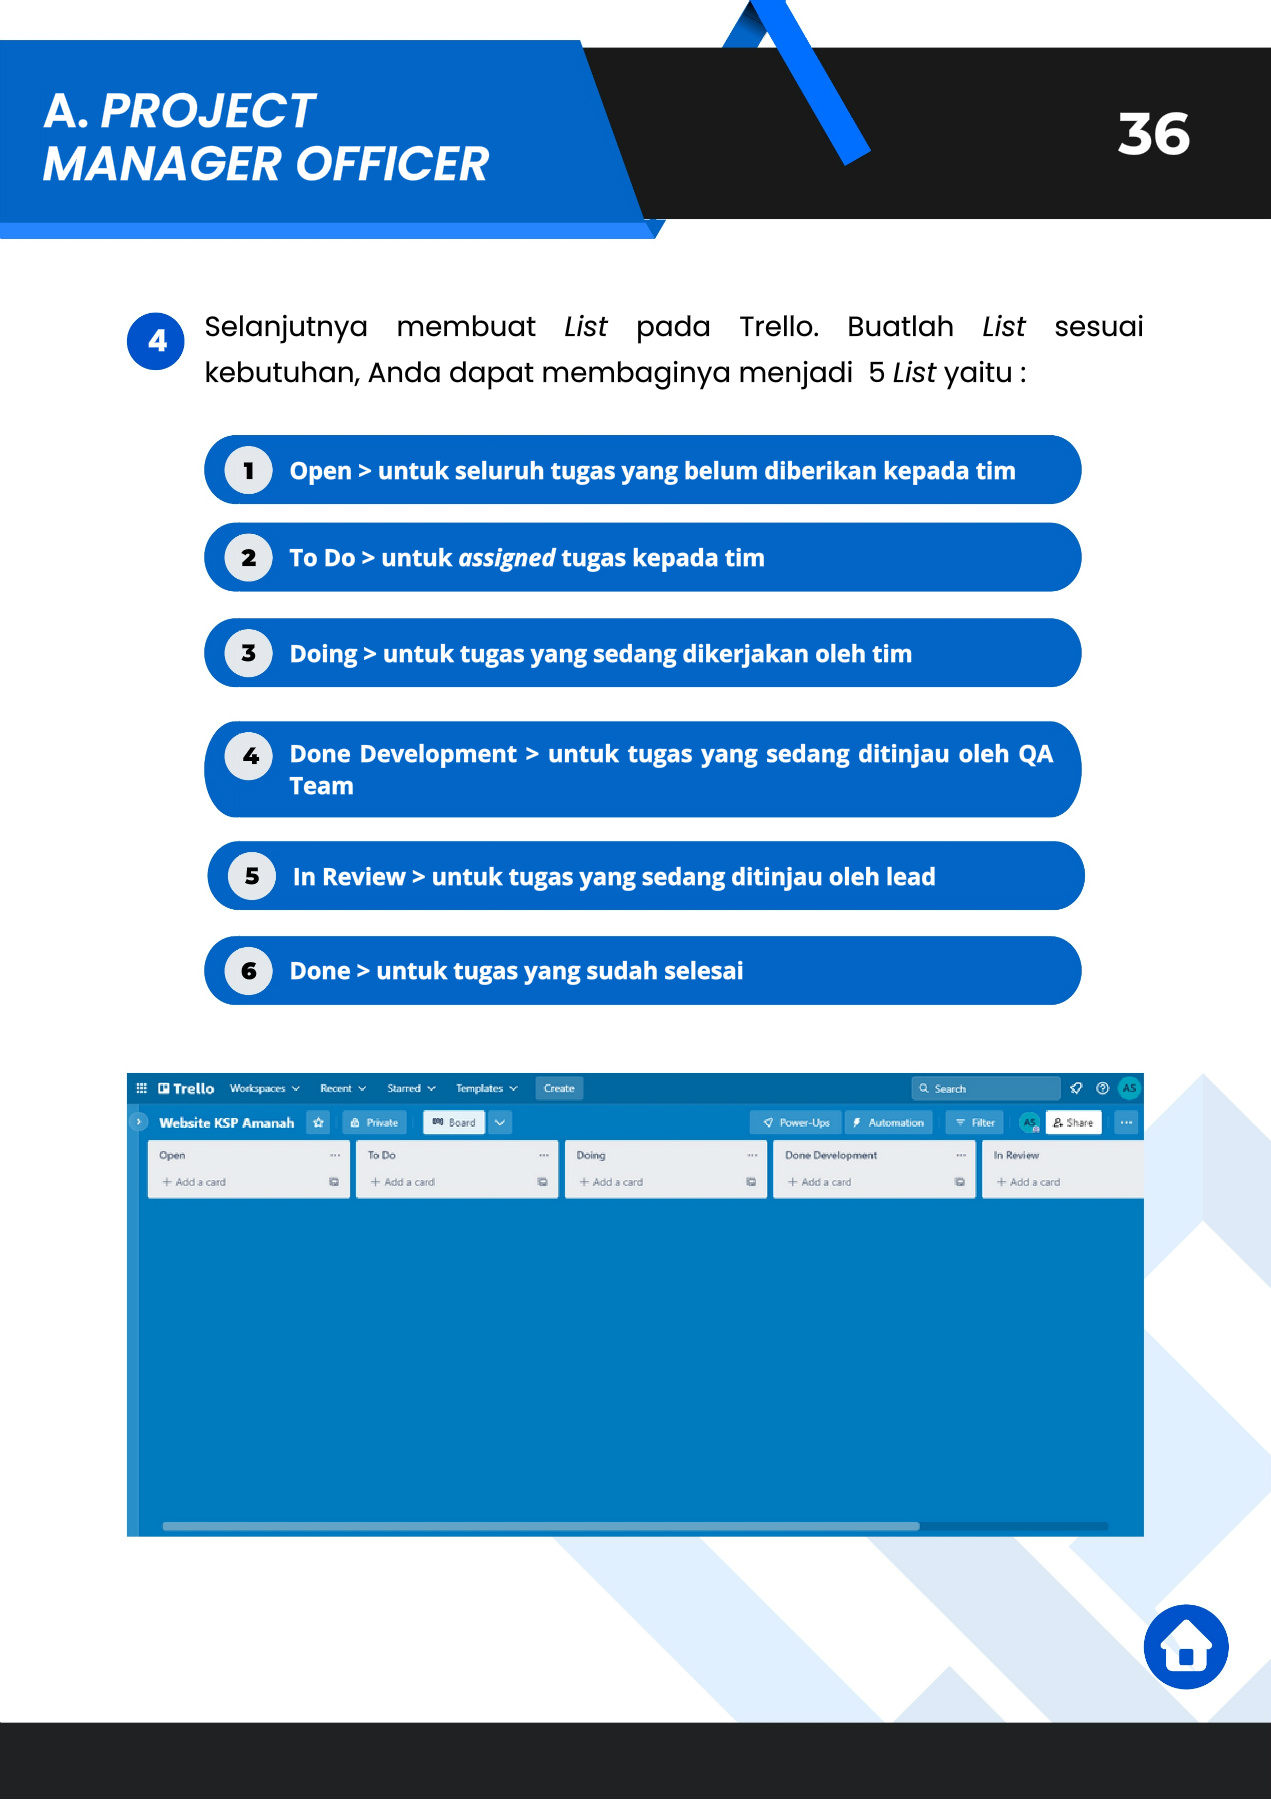 A. PROJECT
MANAGER OFFICER
36
4
Selanjutnya membuat List pada Trello. Buatlah List sesuai
kebutuhan, Anda dapat membaginya menjadi 5 List yaitu :
1 Open > untuk seluruh tugas yang belum diberikan kepada tim
2 To Do > untuk assigned tugas kepada tim
3 Doing > untuk tugas yang sedang dikerjakan oleh tim
4 Done Development > untuk tugas yang sedang ditinjau oleh QA
Team
5 In Review > untuk tugas yang sedang ditinjau oleh lead
6 Done > untuk tugas yang sudah selesai
Trello Workspaces Recent Starred Templates Create Search AS
Website KSP Amanah Private Board Power-Ups Automation Filter AS Share
Open To Do Doing Done Development In Review
+ Add a card + Add a card + Add a card + Add a card + Add a card